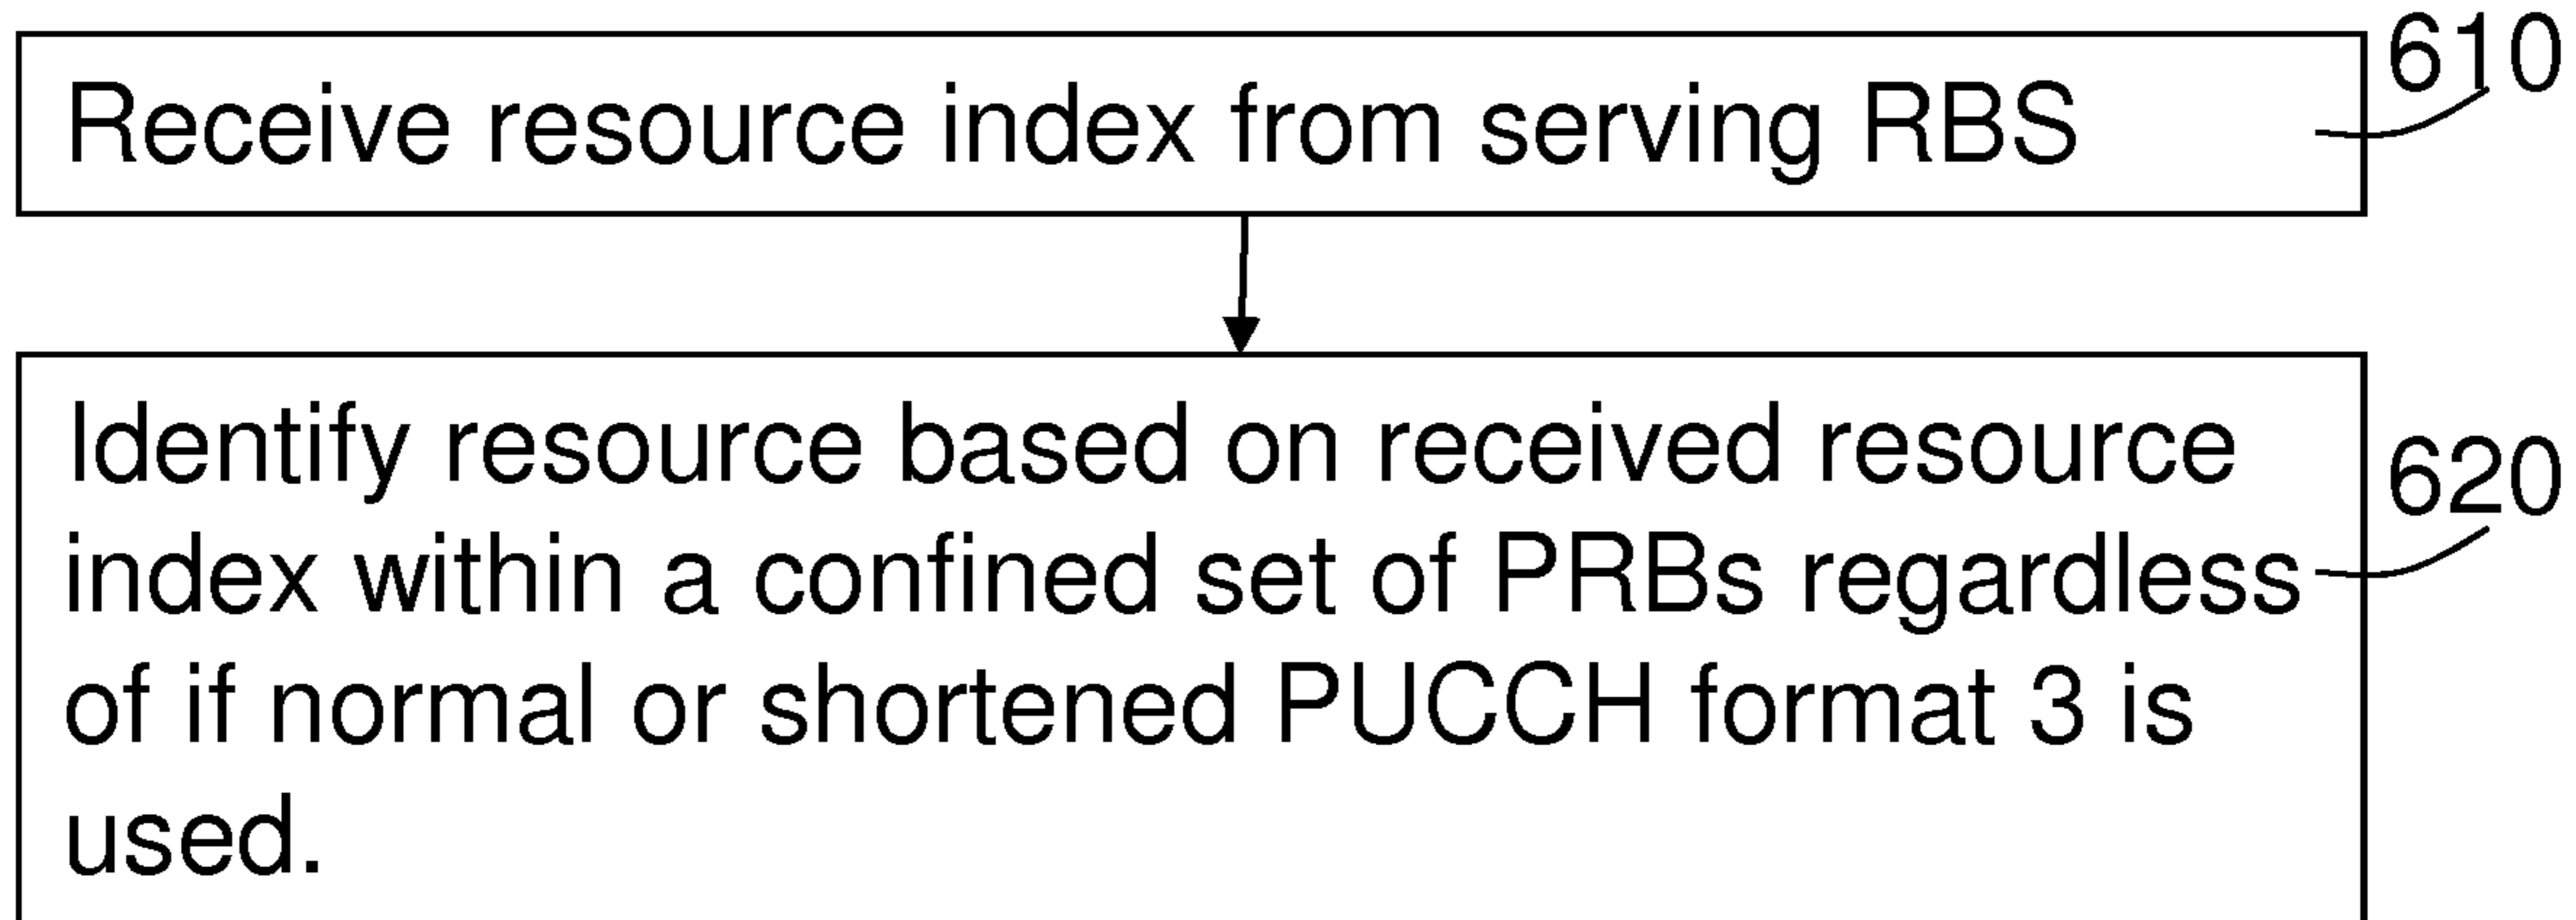 610
Receive resource index from serving RBS
Identify resource based on received resource
620
index within a confined set of PRBs regardless
of if normal or shortened PUCCH format 3 is
used.